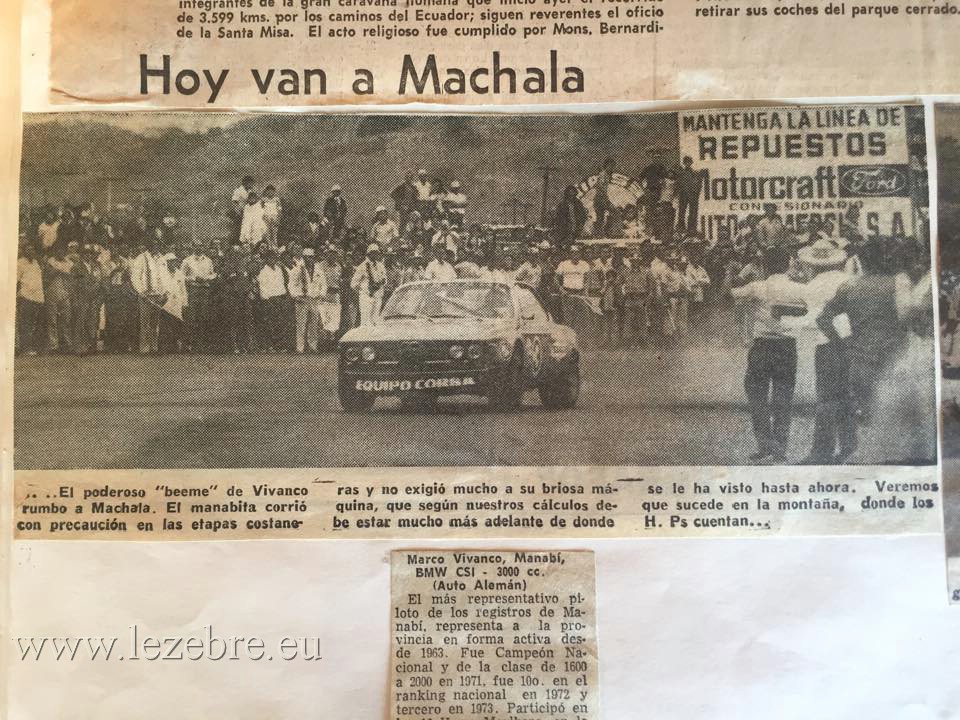 integrantes de la gran caravana humana que inició ayer el recorrido
de 3.599 kms. por los caminos del Ecuador; siguen reverentes el oficio
de la Santa Misa. El acto religioso fue cumplido por Mons. Bernardi-
retirar sus coches del parque cerrado.
Hoy van a Machala
MANTENGA LA LINEA DE
REPUESTOS
Motorcraft Ford
CONCESIONARIO
S.A.
EQUIPO CORSA
....El poderoso "beeme" de Vivanco
rumbo a Machala. El manabita corrió
con precaución en las etapas costane-
ras y no exigió mucho a su briosa má-
quina, que según nuestros cálculos de-
be estar mucho más adelante de donde
se le ha visto hasta ahora. Veremos
que sucede en la montaña, donde los
H. Ps cuentan...
Marco Vivanco, Manabí,
BMW CSI - 3000 cc.
(Auto Alemán)
El más representativo pi-
loto de los registros de Ma-
nabí, representa a la pro
vincia en forma activa des-
de 1963. Fue Campeón Na-
cional y de la clase de 1600
a 2000 en 1971, fue 10o. en el
ranking nacional en 1972 y
tercero en 1973. Participó en
www.lezebre.eu